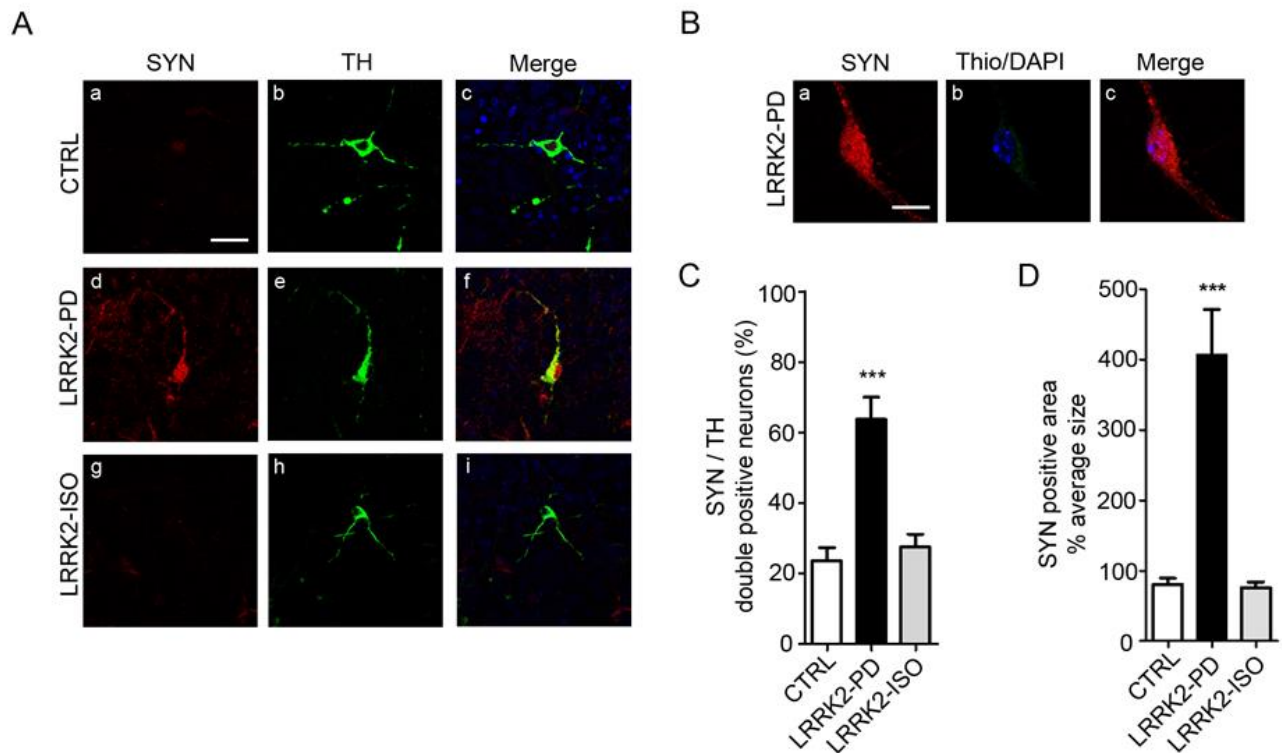 A
SYN TH Merge
CTRL
a b c
LRRK2-PD
d e f
LRRK2-ISO
g h i
B
SYN Thio/DAPI Merge
LRRK2-PD
a b c
C
SYN / TH
double positive neurons (%)
100
80
60
40
20
0
***
CTRL
LRRK2-PD
LRRK2-ISO
D
SYN positive area
% average size
500
400
300
200
100
0
***
CTRL
LRRK2-PD
LRRK2-ISO